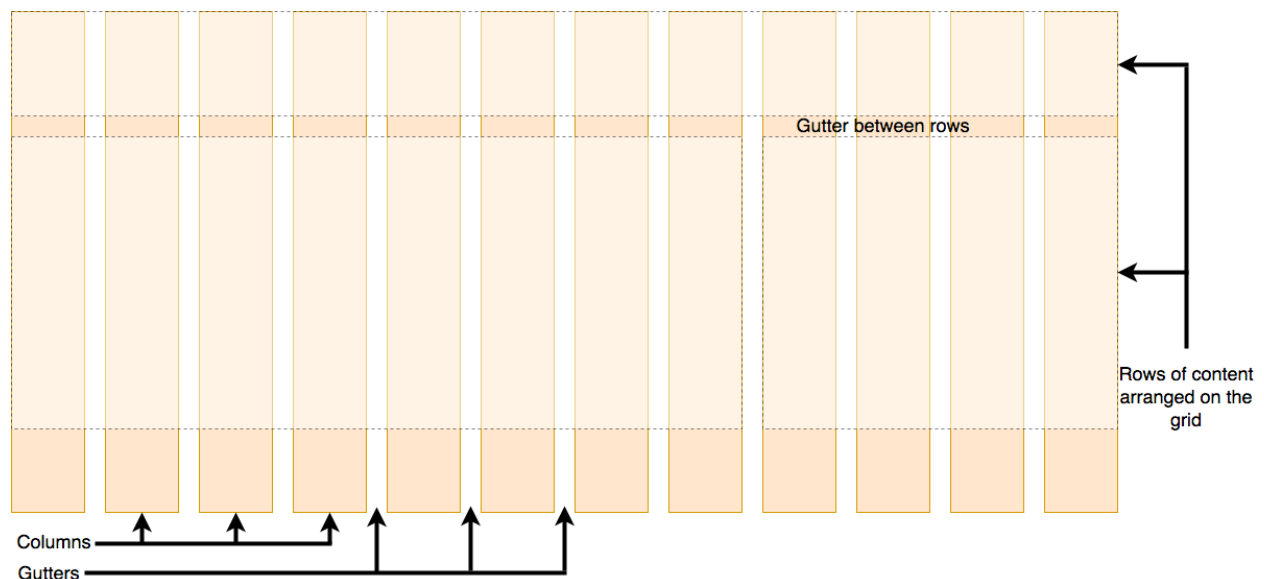 Gutter between rows
Rows of content
arranged on the
grid
Columns
Gutters